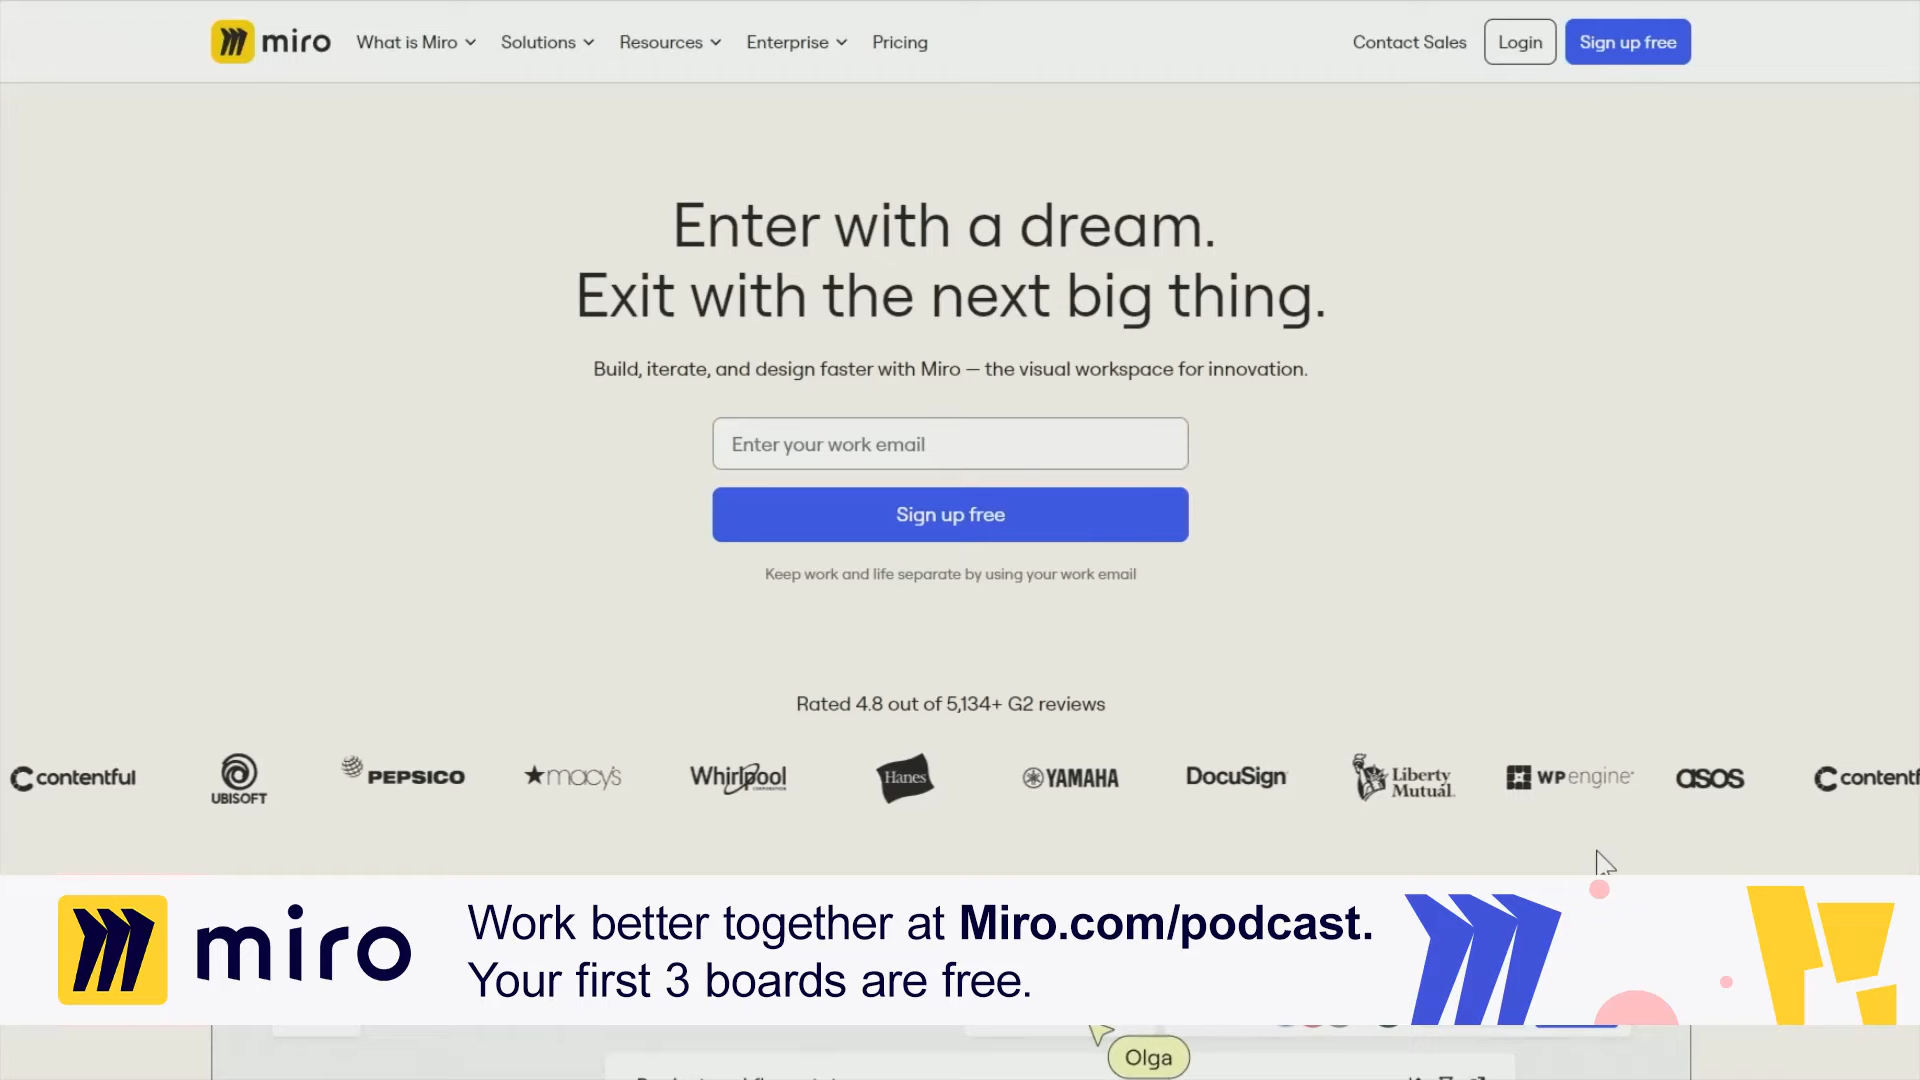 miro What is Miro Solutions Resources Enterprise Pricing Contact Sales Login Sign up free
Enter with a dream.
Exit with the next big thing.
Build, iterate, and design faster with Miro — the visual workspace for innovation.
Enter your work email
Sign up free
Keep work and life separate by using your work email
Rated 4.8 out of 5,134+ G2 reviews
contentful UBISOFT PEPSICO macy's Whirlpool CORPORATION Hanes YAMAHA DocuSign Liberty Mutual. WP engine asos contentf
miro
Work better together at Miro.com/podcast.
Your first 3 boards are free.
Olga